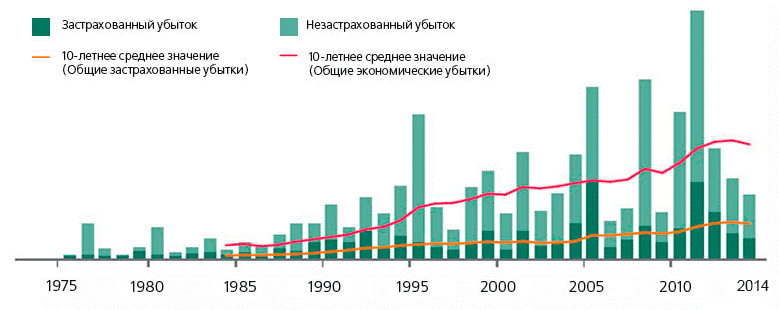 Застрахованный убыток
Незастрахованный убыток
10-летнее среднее значение
(Общие застрахованные убытки)
10-летнее среднее значение
(Общие экономические убытки)
1975 1980 1985 1990 1995 2000 2005 2010 2014